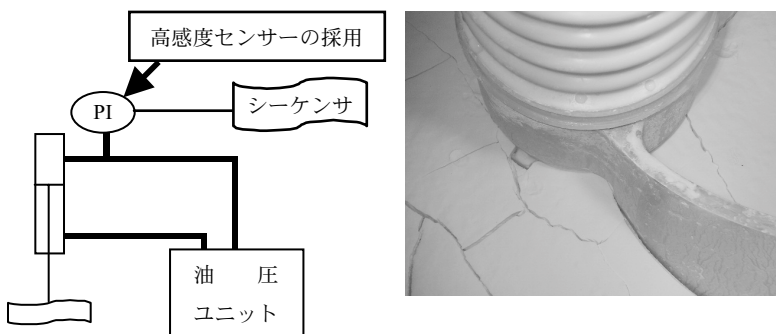 高感度センサーの採用
PI
シーケンサ
油 圧
ユニット